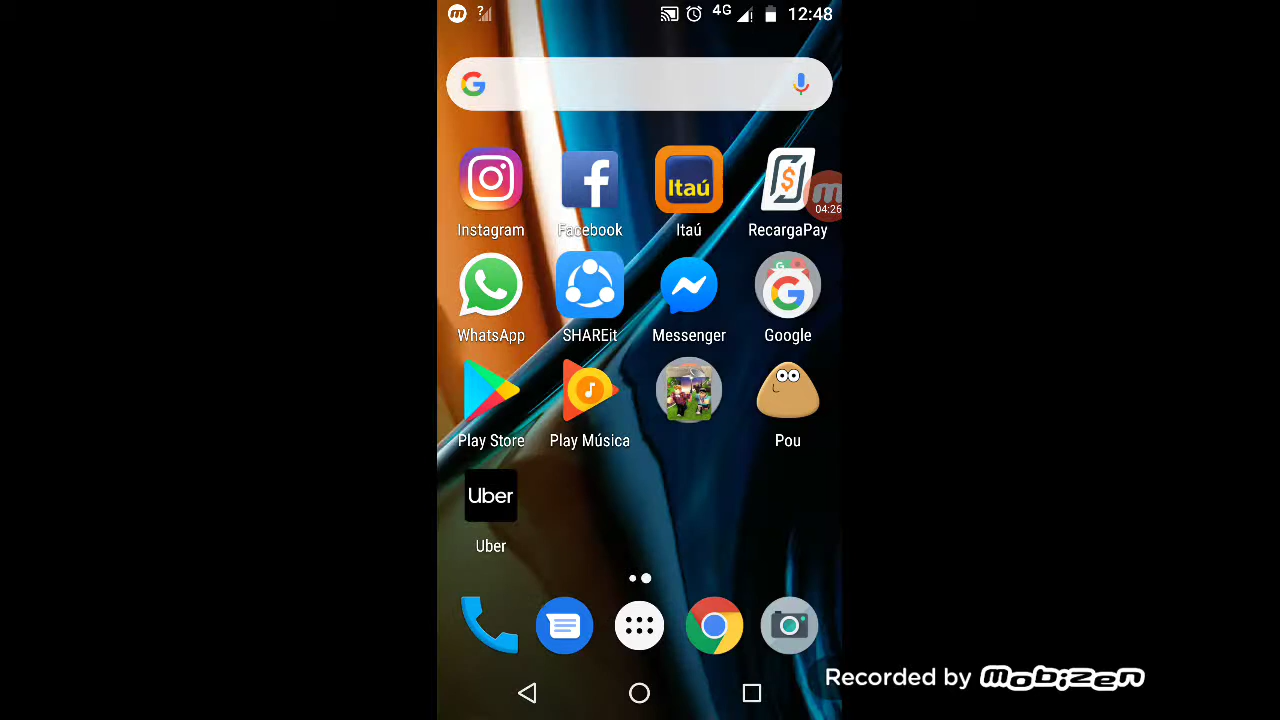 4G 12:48
Itaú
04:26
Instagram Facebook Itaú RecargaPay
WhatsApp SHAREit Messenger Google
Play Store Play Música Pou
Uber
Uber
Recorded by mobizen